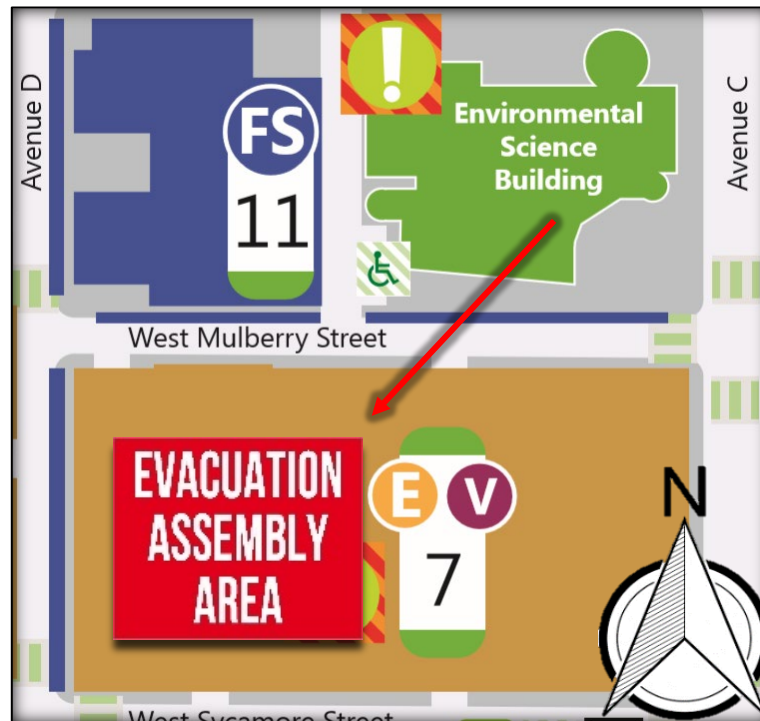 Avenue D
FS
11
!
Environmental
Science
Building
Avenue C
West Mulberry Street
EVACUATION
ASSEMBLY
AREA
E V
7
N
West Sycamore Street